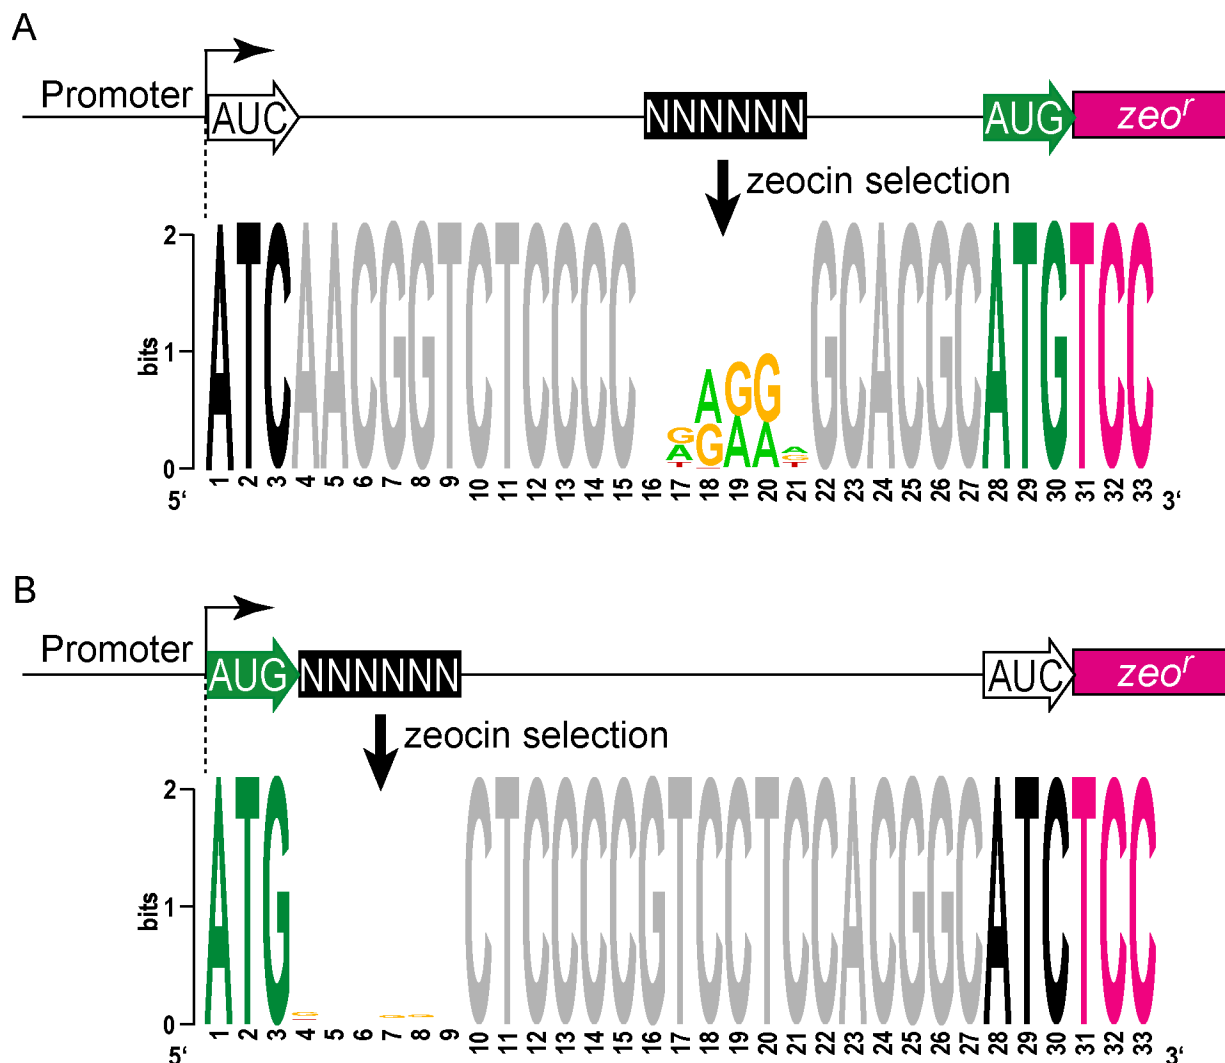 A
Promoter
AUC
NNNNNN
AUG
zeoʳ
zeocin selection
bits
2
1
0
ATCAACGGTCTCCCC
GCACGCATGTCC
A
GG
G
AA
G
A
T
A
G
T
5‘
1 2 3 4 5 6 7 8 9 10 11 12 13 14 15 16 17 18 19 20 21 22 23 24 25 26 27 28 29 30 31 32 33
3‘
B
Promoter
AUG
NNNNNN
AUC
zeoʳ
zeocin selection
bits
2
1
0
ATG
CTCCCCGTCCTCCACGGCATCTCC
5‘
1 2 3 4 5 6 7 8 9 10 11 12 13 14 15 16 17 18 19 20 21 22 23 24 25 26 27 28 29 30 31 32 33
3‘